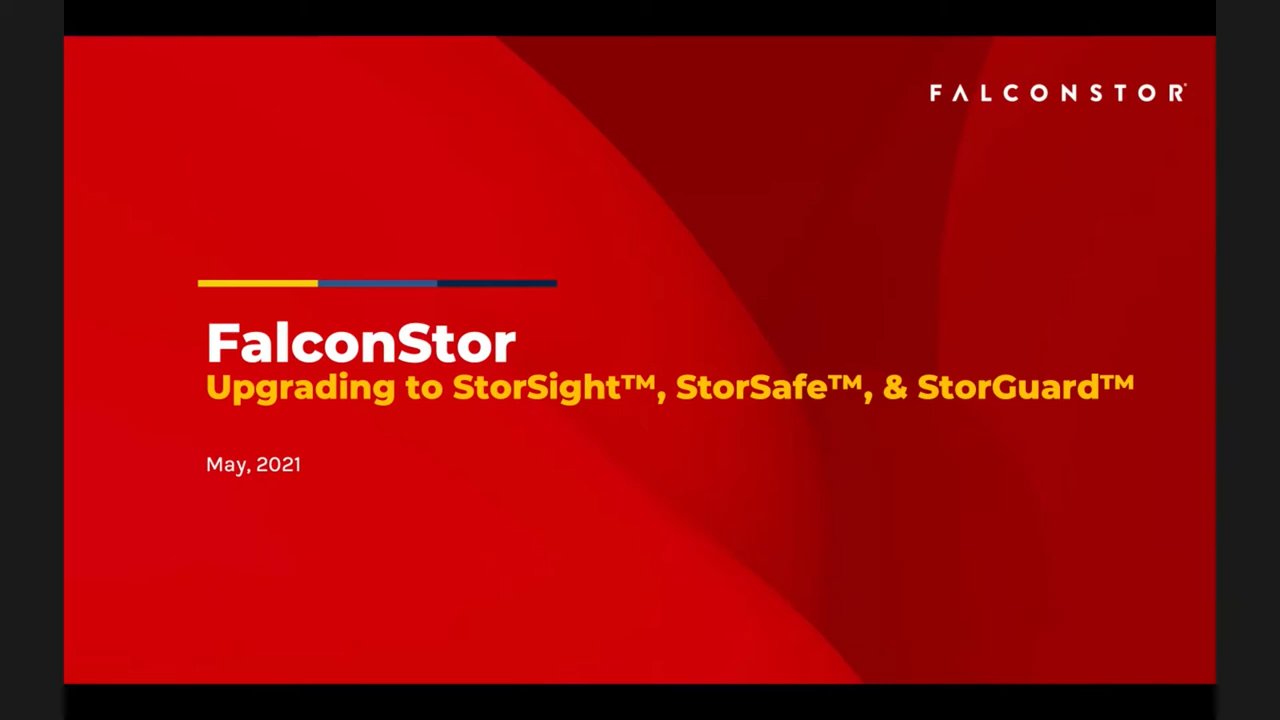 FALCONSTOR®
FalconStor
Upgrading to StorSight™, StorSafe™, & StorGuard™
May, 2021